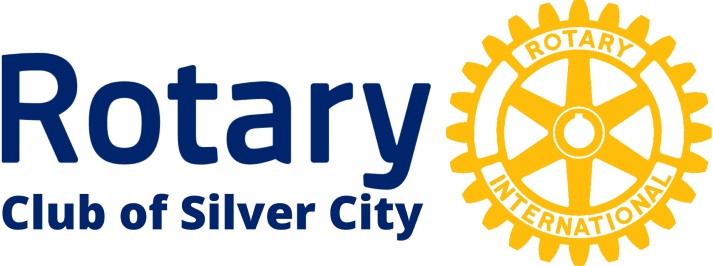 Rotary
Club of Silver City
ROTARY
INTERNATIONAL